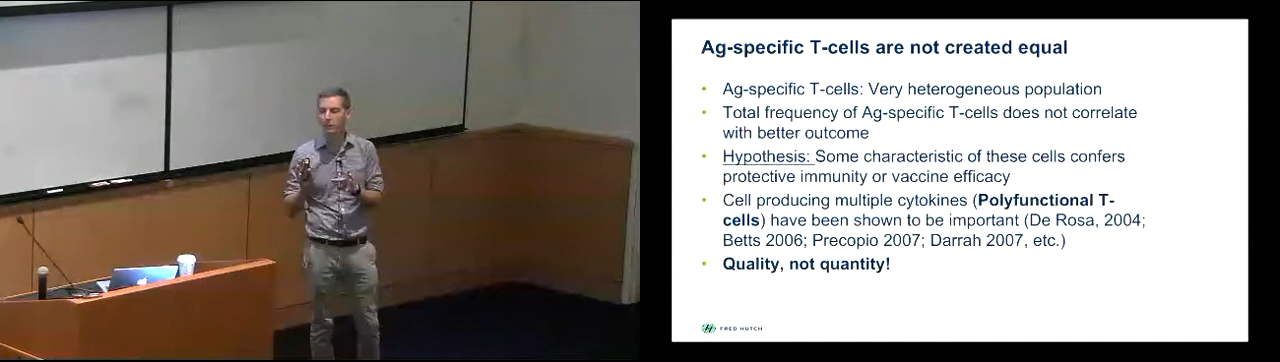 Ag-specific T-cells are not created equal
• Ag-specific T-cells: Very heterogeneous population
• Total frequency of Ag-specific T-cells does not correlate
with better outcome
• Hypothesis: Some characteristic of these cells confers
protective immunity or vaccine efficacy
• Cell producing multiple cytokines (Polyfunctional T-
cells) have been shown to be important (De Rosa, 2004;
Betts 2006; Precopio 2007; Darrah 2007, etc.)
• Quality, not quantity!
FRED HUTCH